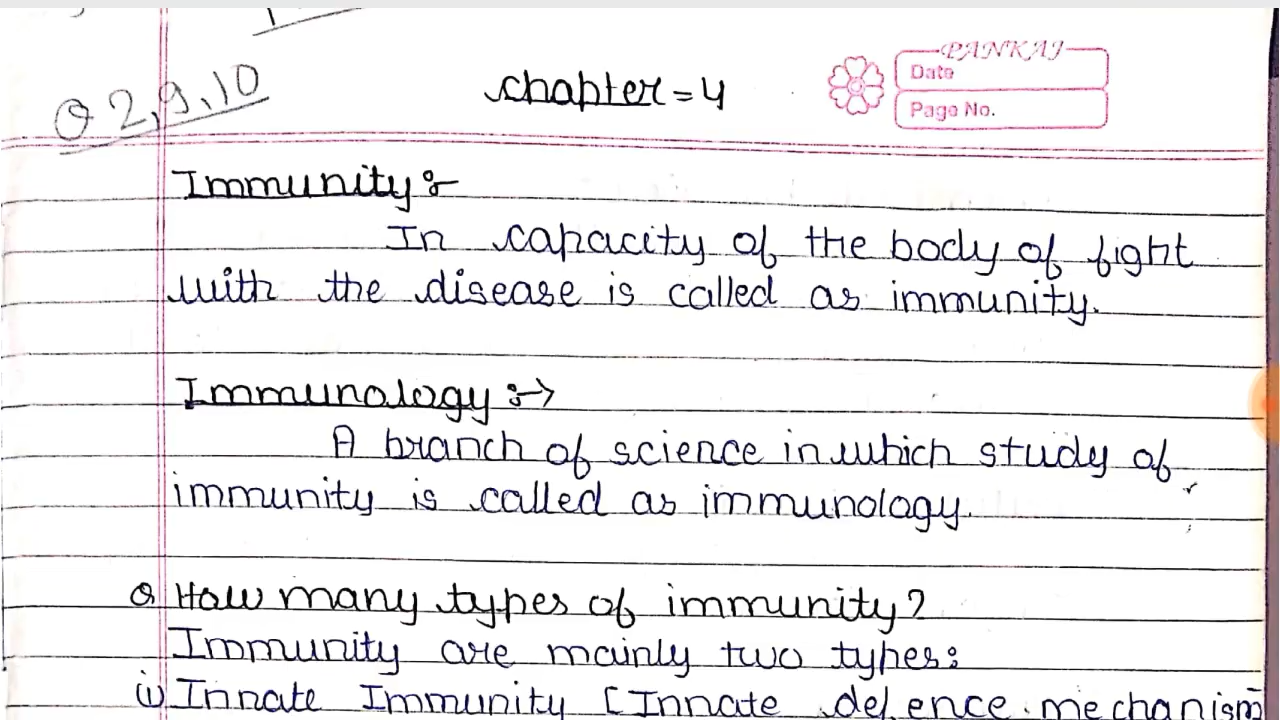 Q 2,9,10
chapter = 4
PANKAJ
Date
Page No.
Immunity :-
In capacity of the body of fight
with the disease is called as immunity.
Immunology :->
A branch of science in which study of
immunity is called as immunology.
Q How many types of immunity?
Immunity are mainly two types:
(i) Innate Immunity [Innate defence mechanism]